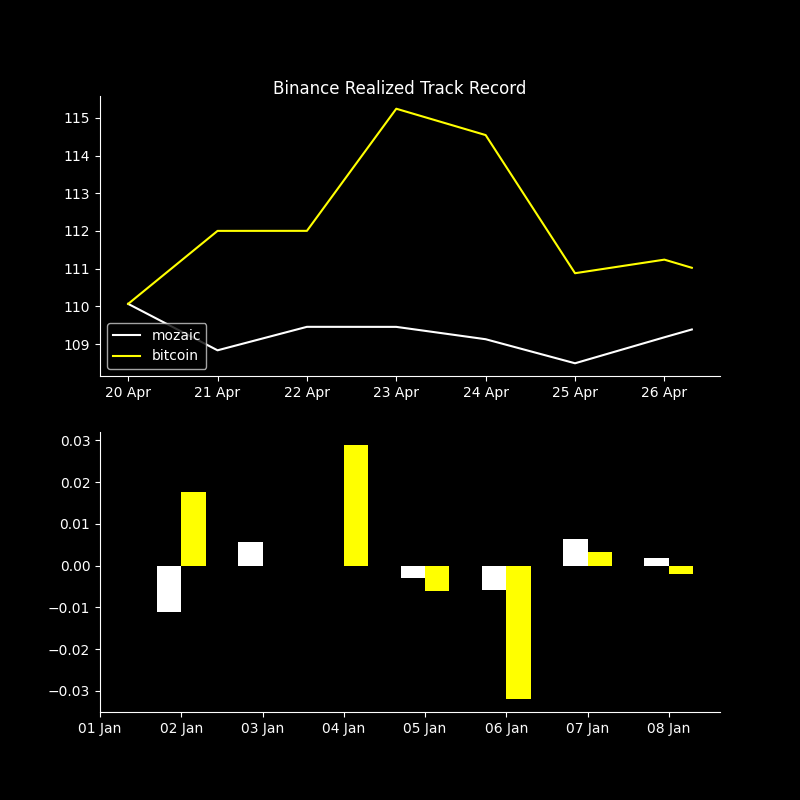 Binance Realized Track Record
115
114
113
112
111
110
109
mozaic
bitcoin
20 Apr 21 Apr 22 Apr 23 Apr 24 Apr 25 Apr 26 Apr
0.03
0.02
0.01
0.00
−0.01
−0.02
−0.03
01 Jan 02 Jan 03 Jan 04 Jan 05 Jan 06 Jan 07 Jan 08 Jan